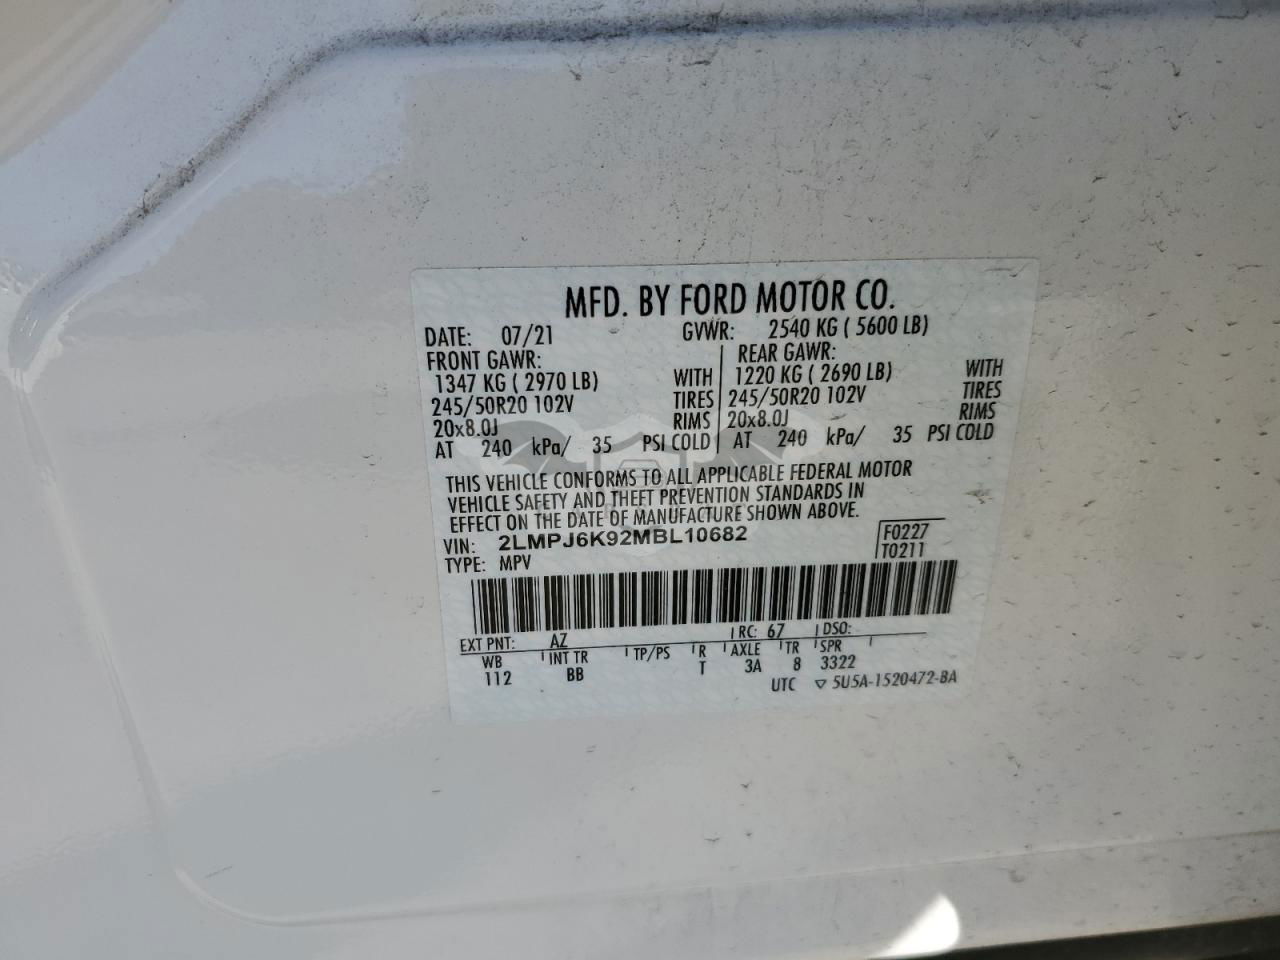 MFD. BY FORD MOTOR CO.
DATE: 07/21 GVWR: 2540 KG ( 5600 LB)
FRONT GAWR: REAR GAWR:
1347 KG ( 2970 LB) WITH 1220 KG ( 2690 LB) WITH
245/50R20 102V TIRES 245/50R20 102V TIRES
20x8.0J RIMS 20x8.0J RIMS
AT 240 kPa/ 35 PSI COLD AT 240 kPa/ 35 PSI COLD
THIS VEHICLE CONFORMS TO ALL APPLICABLE FEDERAL MOTOR
VEHICLE SAFETY AND THEFT PREVENTION STANDARDS IN
EFFECT ON THE DATE OF MANUFACTURE SHOWN ABOVE.
VIN: 2LMPJ6K92MBL10682 F0227
TYPE: MPV T0211
EXT PNT: AZ RC: 67 DSO:
WB INT TR TP/PS R AXLE TR SPR
112 BB T 3A 8 3322
UTC ▽ 5U5A-1520472-BA